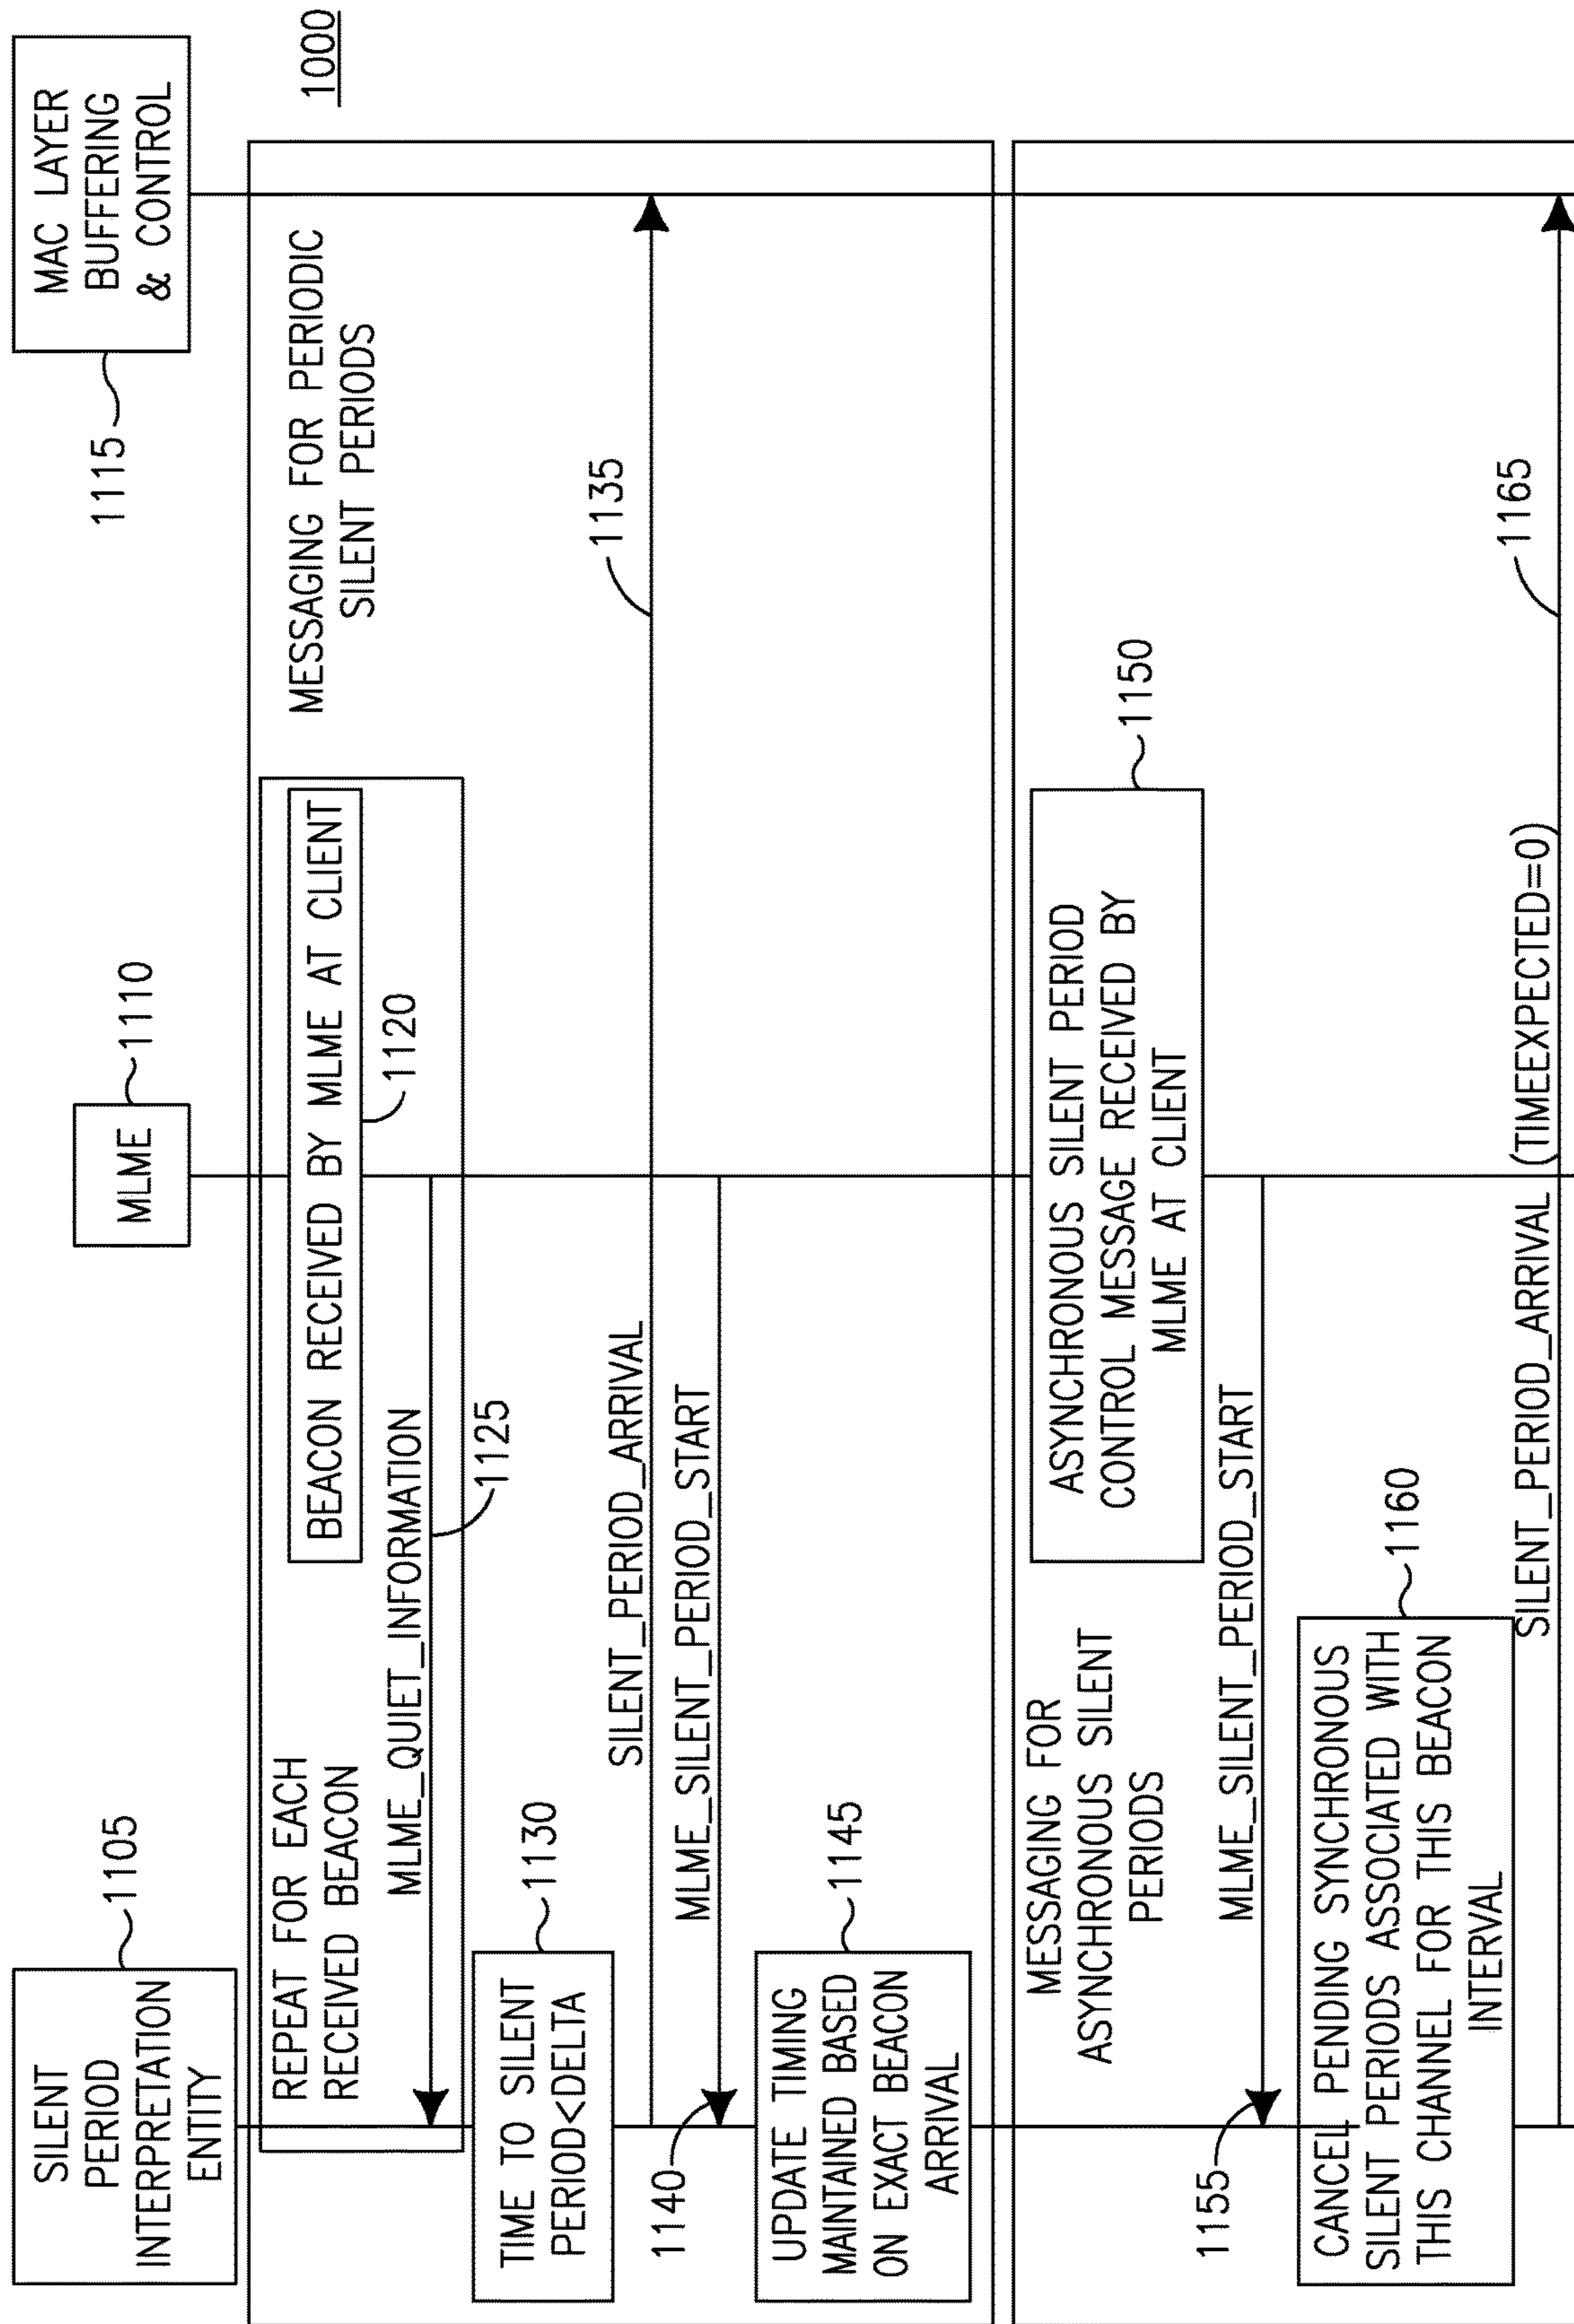 SILENT
PERIOD
INTERPRETATION
ENTITY
1105
MLME
1110
MAC LAYER
BUFFERING
& CONTROL
1115
1000
REPEAT FOR EACH
RECEIVED BEACON
BEACON RECEIVED BY MLME AT CLIENT
1120
MESSAGING FOR PERIODIC
SILENT PERIODS
MLME_QUIET_INFORMATION
1125
TIME TO SILENT
PERIOD<DELTA
1130
SILENT_PERIOD_ARRIVAL
1135
MLME_SILENT_PERIOD_START
1140
UPDATE TIMING
MAINTAINED BASED
ON EXACT BEACON
ARRIVAL
1145
MESSAGING FOR
ASYNCHRONOUS SILENT
PERIODS
ASYNCHRONOUS SILENT PERIOD
CONTROL MESSAGE RECEIVED BY
MLME AT CLIENT
1150
MLME_SILENT_PERIOD_START
1155
CANCEL PENDING SYNCHRONOUS
SILENT PERIODS ASSOCIATED WITH
THIS CHANNEL FOR THIS BEACON
INTERVAL
1160
SILENT_PERIOD_ARRIVAL (TIMEEXPECTED=0)
1165